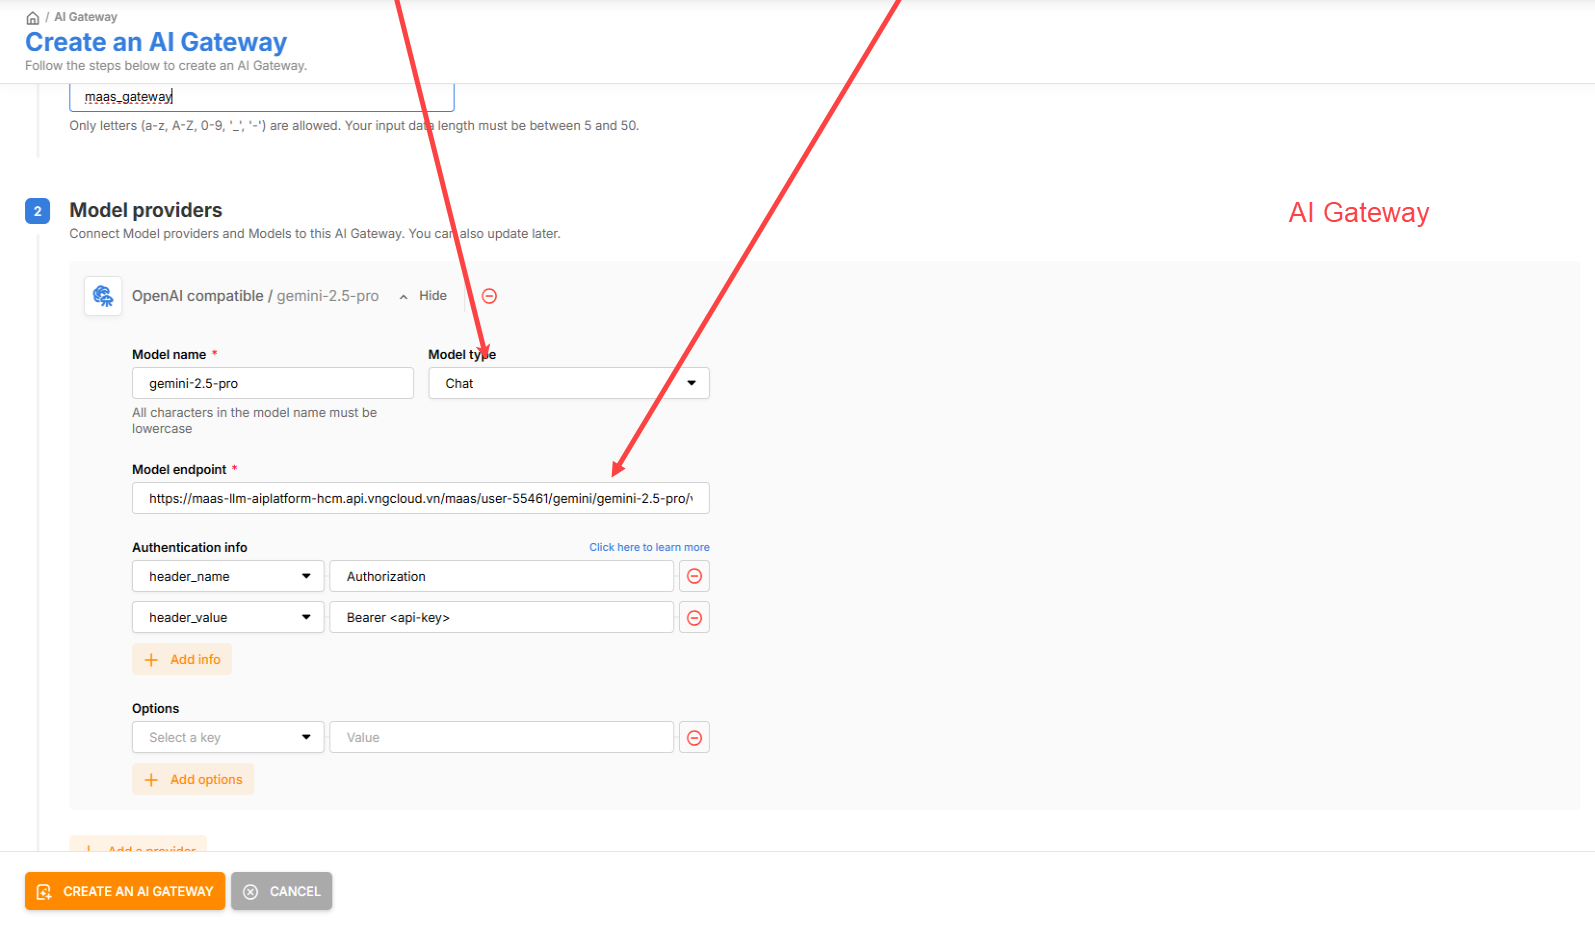 / AI Gateway
Create an AI Gateway
Follow the steps below to create an AI Gateway.
maas_gateway
Only letters (a-z, A-Z, 0-9, '_', '-') are allowed. Your input data length must be between 5 and 50.
2 Model providers
Connect Model providers and Models to this AI Gateway. You can also update later.
AI Gateway
OpenAI compatible / gemini-2.5-pro Hide
Model name * Model type
gemini-2.5-pro Chat
All characters in the model name must be
lowercase
Model endpoint *
https://maas-llm-aiplatform-hcm.api.vngcloud.vn/maas/user-55461/gemini/gemini-2.5-pro/
Authentication info Click here to learn more
header_name Authorization
header_value Bearer <api-key>
+ Add info
Options
Select a key Value
+ Add options
+ Add a provider
CREATE AN AI GATEWAY CANCEL